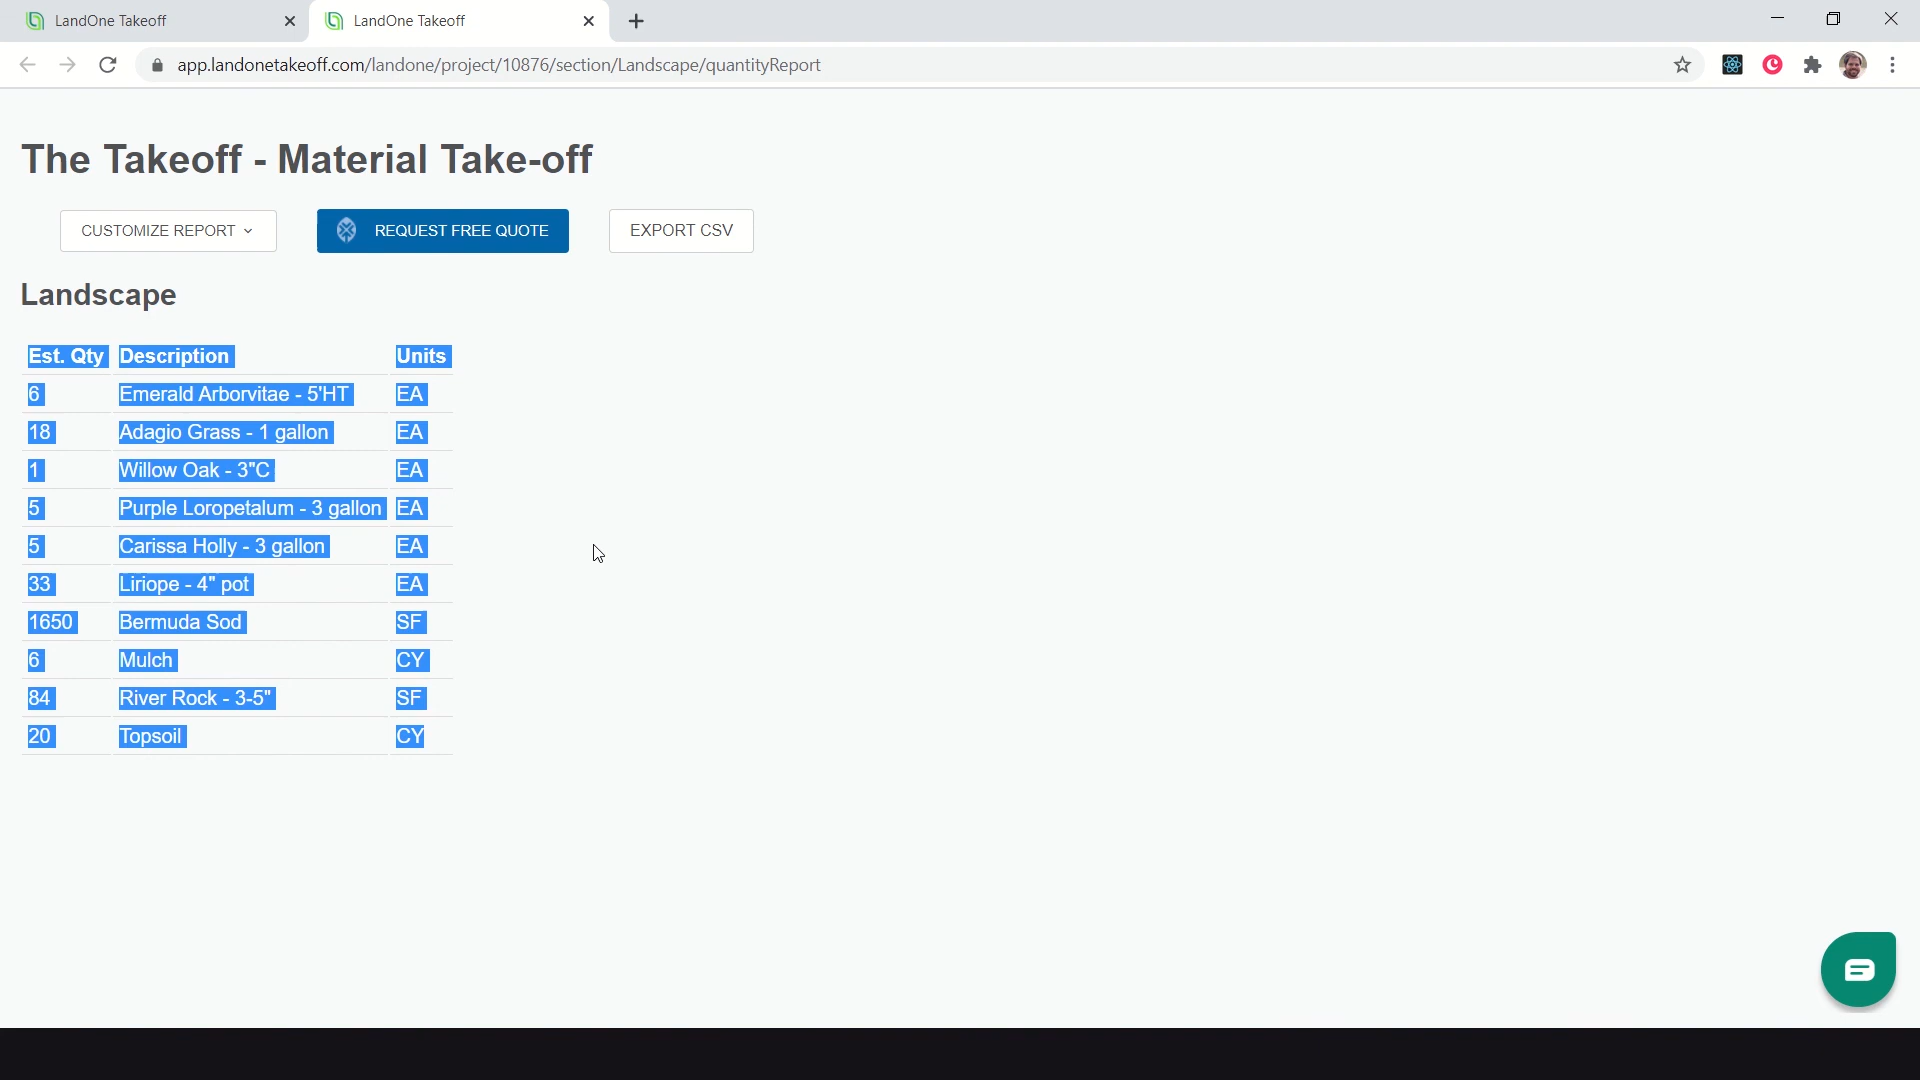 LandOne Takeoff
LandOne Takeoff
app.landonetakeoff.com/landone/project/10876/section/Landscape/quantityReport
The Takeoff - Material Take-off
CUSTOMIZE REPORT
REQUEST FREE QUOTE
EXPORT CSV
Landscape
Est. Qty Description Units
6 Emerald Arborvitae - 5'HT EA
18 Adagio Grass - 1 gallon EA
1 Willow Oak - 3"C EA
5 Purple Loropetalum - 3 gallon EA
5 Carissa Holly - 3 gallon EA
33 Liriope - 4" pot EA
1650 Bermuda Sod SF
6 Mulch CY
84 River Rock - 3-5" SF
20 Topsoil CY